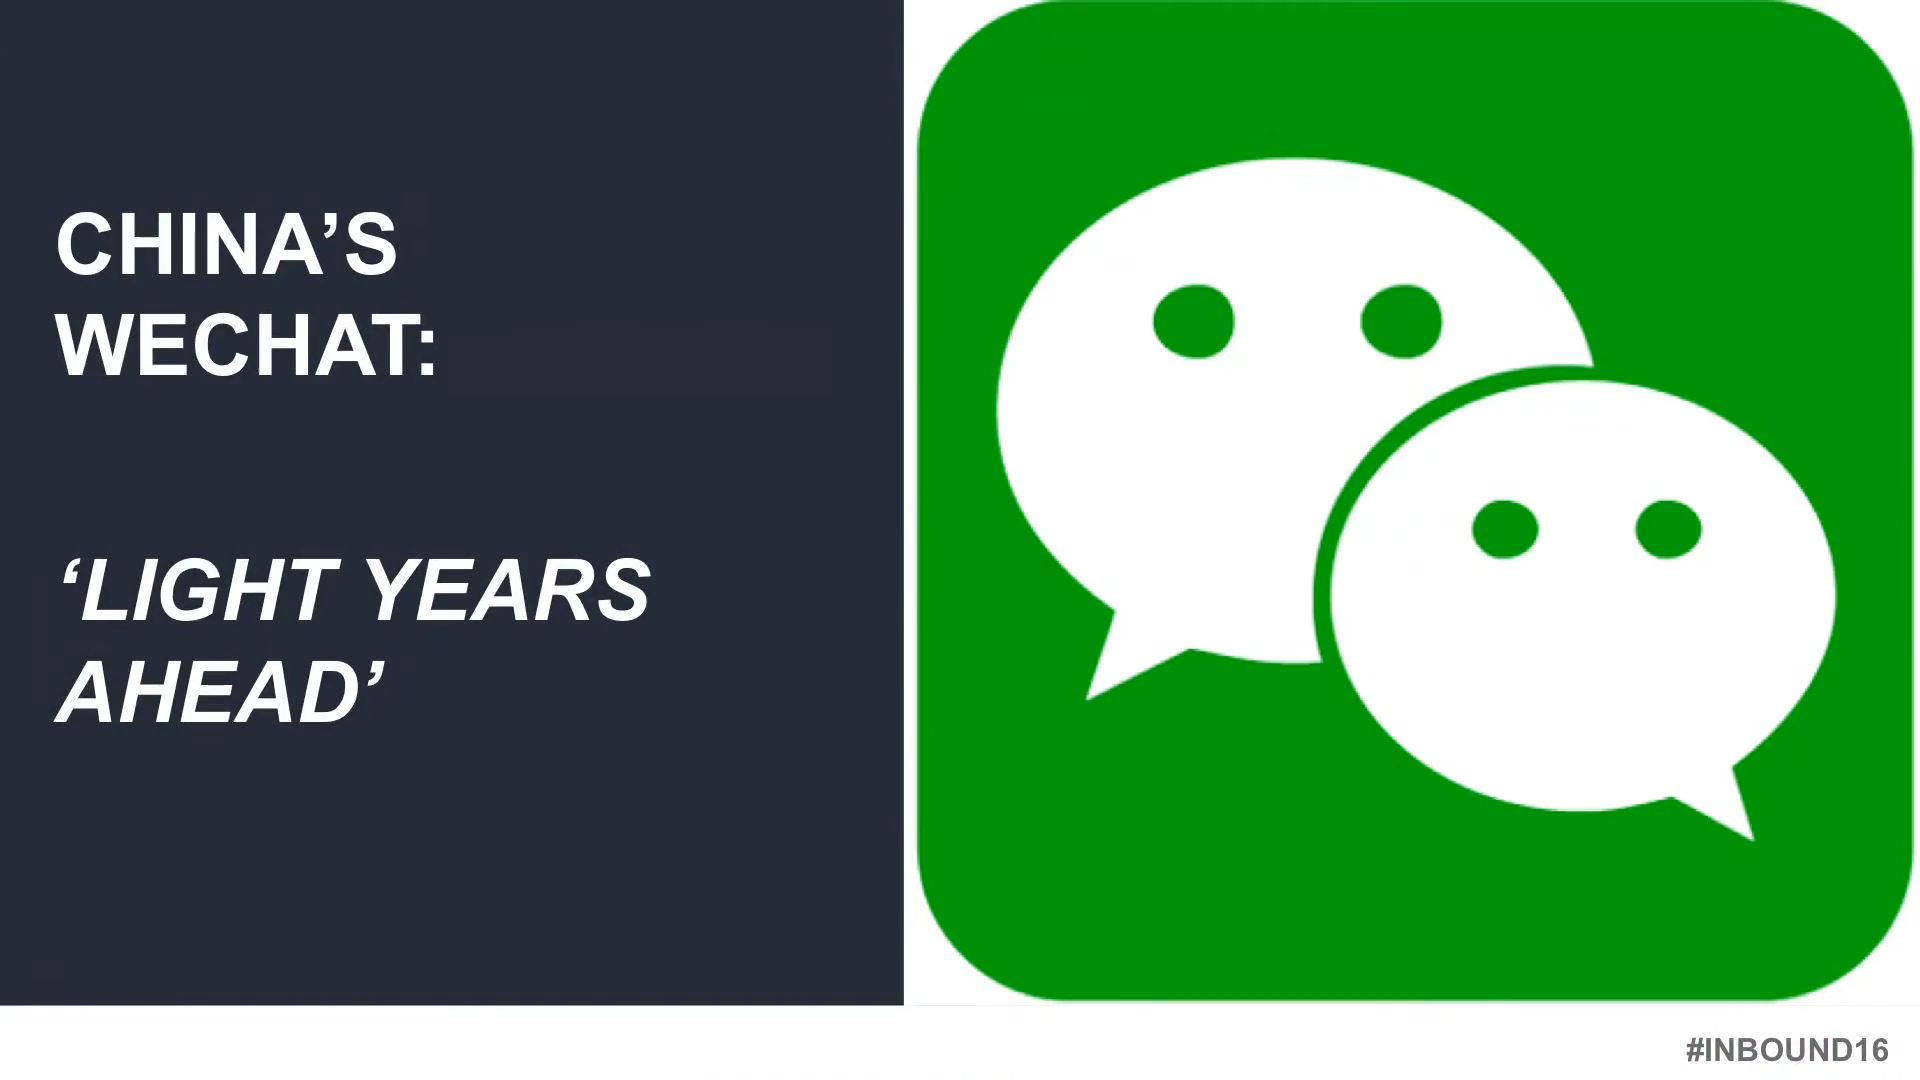 CHINA’S
WECHAT:
‘LIGHT YEARS
AHEAD’
#INBOUND16